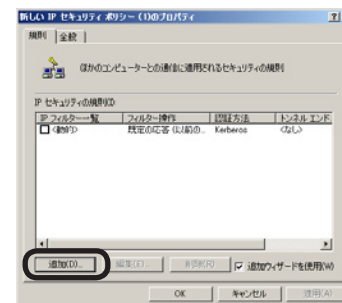 新しい IP セキュリティ ポリシー (1)のプロパティ
規則 全般
ほかのコンピューターとの通信に適用されるセキュリティの規則
IP セキュリティの規則(I)
IP フィルター一覧 フィルター操作 認証方法 トンネル エンド
<動的> 既定の応答 (以前の... Kerberos <なし>
追加(D)... 編集(E)... 削除(R) 追加ウィザードを使用(W)
OK キャンセル 適用(A)